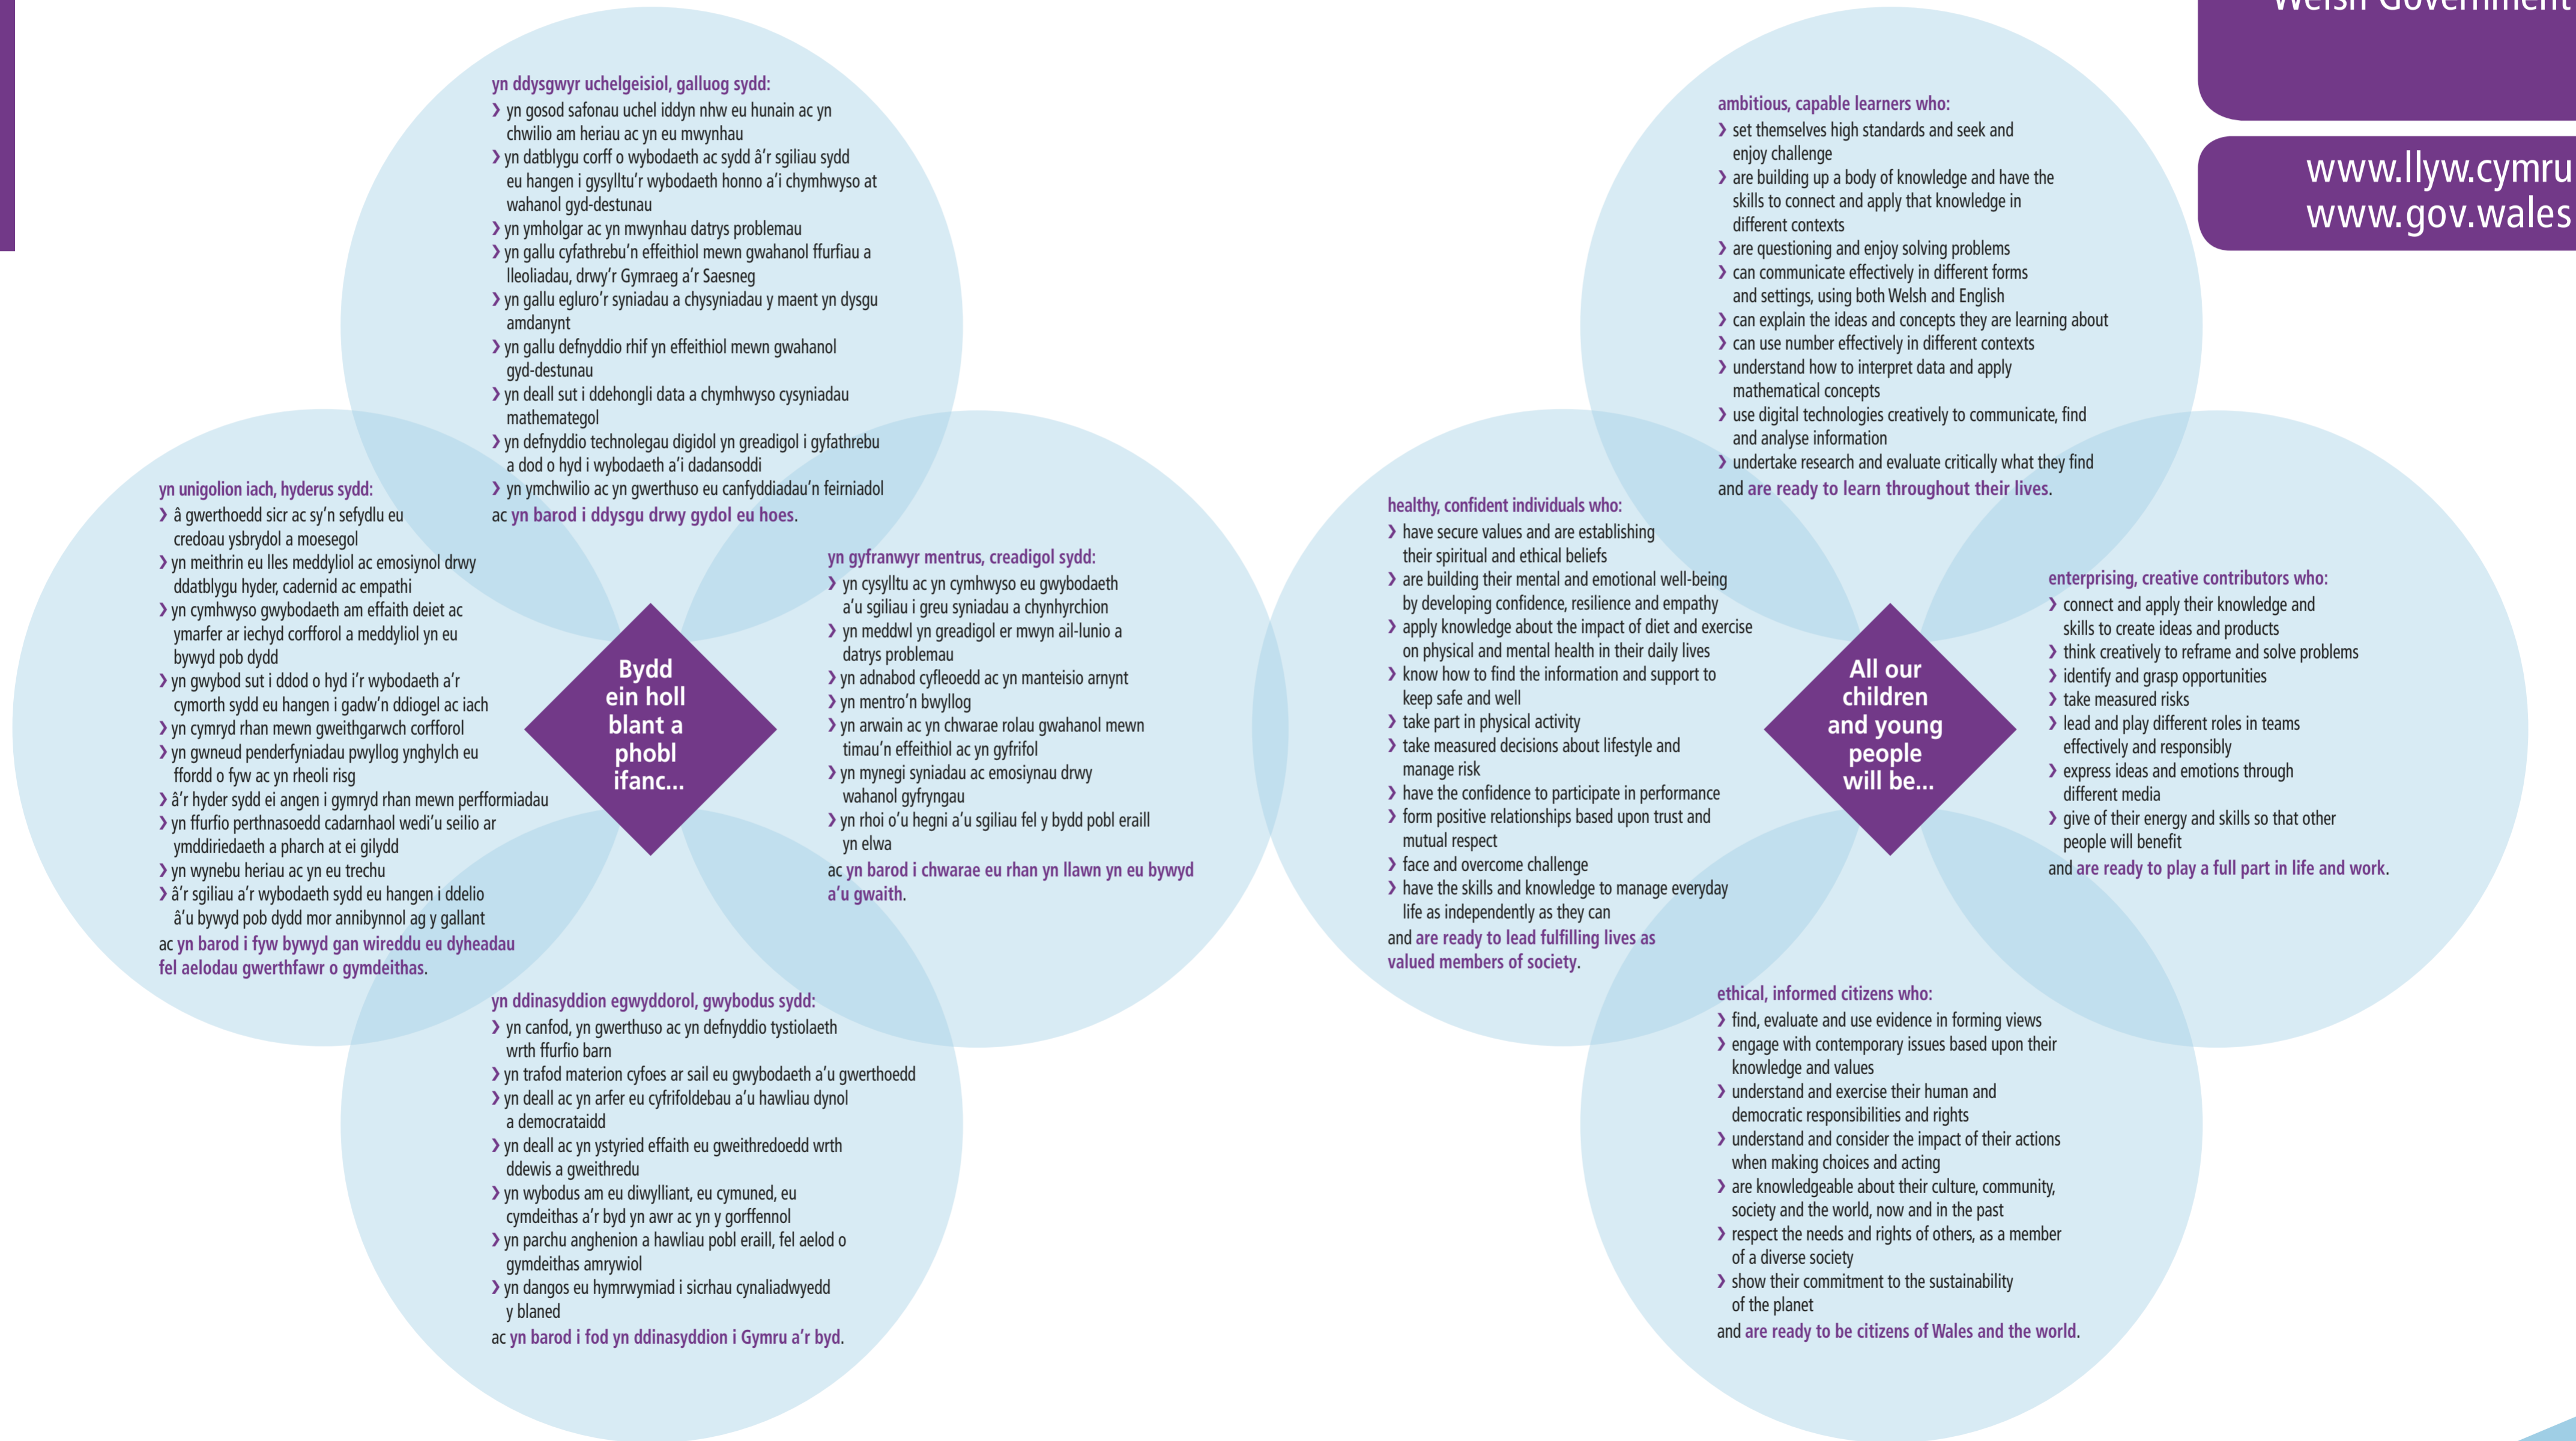 yn ddysgwyr uchelgeisiol, galluog sydd:
❯ yn gosod safonau uchel iddyn nhw eu hunain ac yn
chwilio am heriau ac yn eu mwynhau
❯ yn datblygu corff o wybodaeth ac sydd â'r sgiliau sydd
eu hangen i gysylltu'r wybodaeth honno a'i chymhwyso at
wahanol gyd-destunau
❯ yn ymholgar ac yn mwynhau datrys problemau
❯ yn gallu cyfathrebu'n effeithiol mewn gwahanol ffurfiau a
lleoliadau, drwy'r Gymraeg a'r Saesneg
❯ yn gallu egluro'r syniadau a chysyniadau y maent yn dysgu
amdanynt
❯ yn gallu defnyddio rhif yn effeithiol mewn gwahanol
gyd-destunau
❯ yn deall sut i ddehongli data a chymhwyso cysyniadau
mathemategol
❯ yn defnyddio technolegau digidol yn greadigol i gyfathrebu
a dod o hyd i wybodaeth a'i dadansoddi
❯ yn ymchwilio ac yn gwerthuso eu canfyddiadau'n feirniadol
ac yn barod i ddysgu drwy gydol eu hoes.
yn unigolion iach, hyderus sydd:
❯ â gwerthoedd sicr ac sy'n sefydlu eu
credoau ysbrydol a moesegol
❯ yn meithrin eu lles meddyliol ac emosiynol drwy
ddatblygu hyder, cadernid ac empathi
❯ yn cymhwyso gwybodaeth am effaith deiet ac
ymarfer ar iechyd corfforol a meddyliol yn eu
bywyd pob dydd
❯ yn gwybod sut i ddod o hyd i'r wybodaeth a'r
cymorth sydd eu hangen i gadw'n ddiogel ac iach
❯ yn cymryd rhan mewn gweithgarwch corfforol
❯ yn gwneud penderfyniadau pwyllog ynghylch eu
ffordd o fyw ac yn rheoli risg
❯ â'r hyder sydd ei angen i gymryd rhan mewn perfformiadau
❯ yn ffurfio perthnasoedd cadarnhaol wedi'u seilio ar
ymddiriedaeth a pharch at ei gilydd
❯ yn wynebu heriau ac yn eu trechu
❯ â'r sgiliau a'r wybodaeth sydd eu hangen i ddelio
â'u bywyd pob dydd mor annibynnol ag y gallant
ac yn barod i fyw bywyd gan wireddu eu dyheadau
fel aelodau gwerthfawr o gymdeithas.
Bydd
ein holl
blant a
phobl
ifanc...
yn gyfranwyr mentrus, creadigol sydd:
❯ yn cysylltu ac yn cymhwyso eu gwybodaeth
a'u sgiliau i greu syniadau a chynhyrchion
❯ yn meddwl yn greadigol er mwyn ail-lunio a
datrys problemau
❯ yn adnabod cyfleoedd ac yn manteisio arnynt
❯ yn mentro'n bwyllog
❯ yn arwain ac yn chwarae rolau gwahanol mewn
timau'n effeithiol ac yn gyfrifol
❯ yn mynegi syniadau ac emosiynau drwy
wahanol gyfryngau
❯ yn rhoi o'u hegni a'u sgiliau fel y bydd pobl eraill
yn elwa
ac yn barod i chwarae eu rhan yn llawn yn eu bywyd
a'u gwaith.
yn ddinasyddion egwyddorol, gwybodus sydd:
❯ yn canfod, yn gwerthuso ac yn defnyddio tystiolaeth
wrth ffurfio barn
❯ yn trafod materion cyfoes ar sail eu gwybodaeth a'u gwerthoedd
❯ yn deall ac yn arfer eu cyfrifoldebau a'u hawliau dynol
a democrataidd
❯ yn deall ac yn ystyried effaith eu gweithredoedd wrth
ddewis a gweithredu
❯ yn wybodus am eu diwylliant, eu cymuned, eu
cymdeithas a'r byd yn awr ac yn y gorffennol
❯ yn parchu anghenion a hawliau pobl eraill, fel aelod o
gymdeithas amrywiol
❯ yn dangos eu hymrwymiad i sicrhau cynaliadwyedd
y blaned
ac yn barod i fod yn ddinasyddion i Gymru a'r byd.
Welsh Government
www.llyw.cymru
www.gov.wales
ambitious, capable learners who:
❯ set themselves high standards and seek and
enjoy challenge
❯ are building up a body of knowledge and have the
skills to connect and apply that knowledge in
different contexts
❯ are questioning and enjoy solving problems
❯ can communicate effectively in different forms
and settings, using both Welsh and English
❯ can explain the ideas and concepts they are learning about
❯ can use number effectively in different contexts
❯ understand how to interpret data and apply
mathematical concepts
❯ use digital technologies creatively to communicate, find
and analyse information
❯ undertake research and evaluate critically what they find
and are ready to learn throughout their lives.
healthy, confident individuals who:
❯ have secure values and are establishing
their spiritual and ethical beliefs
❯ are building their mental and emotional well-being
by developing confidence, resilience and empathy
❯ apply knowledge about the impact of diet and exercise
on physical and mental health in their daily lives
❯ know how to find the information and support to
keep safe and well
❯ take part in physical activity
❯ take measured decisions about lifestyle and
manage risk
❯ have the confidence to participate in performance
❯ form positive relationships based upon trust and
mutual respect
❯ face and overcome challenge
❯ have the skills and knowledge to manage everyday
life as independently as they can
and are ready to lead fulfilling lives as
valued members of society.
All our
children
and young
people
will be...
enterprising, creative contributors who:
❯ connect and apply their knowledge and
skills to create ideas and products
❯ think creatively to reframe and solve problems
❯ identify and grasp opportunities
❯ take measured risks
❯ lead and play different roles in teams
effectively and responsibly
❯ express ideas and emotions through
different media
❯ give of their energy and skills so that other
people will benefit
and are ready to play a full part in life and work.
ethical, informed citizens who:
❯ find, evaluate and use evidence in forming views
❯ engage with contemporary issues based upon their
knowledge and values
❯ understand and exercise their human and
democratic responsibilities and rights
❯ understand and consider the impact of their actions
when making choices and acting
❯ are knowledgeable about their culture, community,
society and the world, now and in the past
❯ respect the needs and rights of others, as a member
of a diverse society
❯ show their commitment to the sustainability
of the planet
and are ready to be citizens of Wales and the world.